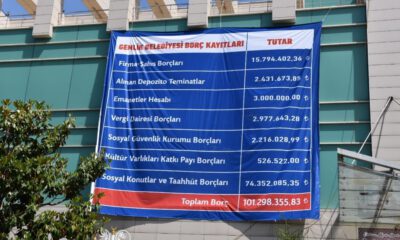 GEMLİK BELEDİYESİ BORÇ KAYITLARI TUTAR
Firma Satış Borçları 15.794.402,36 ₺
Alınan Depozito Teminatlar 2.431.673,85 ₺
Emanetler Hesabı 3.000.000,00 ₺
Vergi Dairesi Borçları 2.977.643,28 ₺
Sosyal Güvenlik Kurumu Borçları 2.216.028,99 ₺
Kültür Varlıkları Katkı Payı Borçları 526.522,00 ₺
Sosyal Konutlar ve Taahhüt Borçları 74.352.085,35 ₺
Toplam Borç 101.298.355,83 ₺